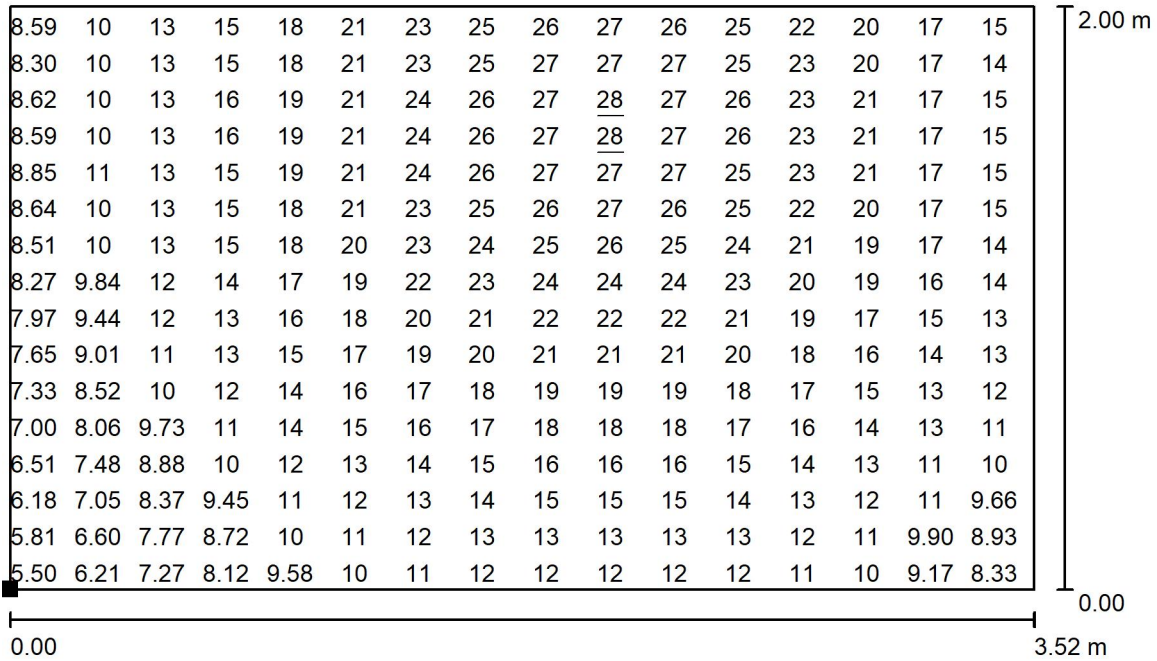 8.59 10 13 15 18 21 23 25 26 27 26 25 22 20 17 15 2.00 m
8.30 10 13 15 18 21 23 25 27 27 27 25 23 20 17 14
8.62 10 13 16 19 21 24 26 27 28 27 26 23 21 17 15
8.59 10 13 16 19 21 24 26 27 28 27 26 23 21 17 15
8.85 11 13 15 19 21 24 26 27 27 27 25 23 21 17 15
8.64 10 13 15 18 21 23 25 26 27 26 25 22 20 17 15
8.51 10 13 15 18 20 23 24 25 26 25 24 21 19 17 14
8.27 9.84 12 14 17 19 22 23 24 24 24 23 20 19 16 14
7.97 9.44 12 13 16 18 20 21 22 22 22 21 19 17 15 13
7.65 9.01 11 13 15 17 19 20 21 21 21 20 18 16 14 13
7.33 8.52 10 12 14 16 17 18 19 19 19 18 17 15 13 12
7.00 8.06 9.73 11 14 15 16 17 18 18 18 17 16 14 13 11
6.51 7.48 8.88 10 12 13 14 15 16 16 16 15 14 13 11 10
6.18 7.05 8.37 9.45 11 12 13 14 15 15 15 14 13 12 11 9.66
5.81 6.60 7.77 8.72 10 11 12 13 13 13 13 13 12 11 9.90 8.93
5.50 6.21 7.27 8.12 9.58 10 11 12 12 12 12 12 11 10 9.17 8.33
0.00
0.00 3.52 m